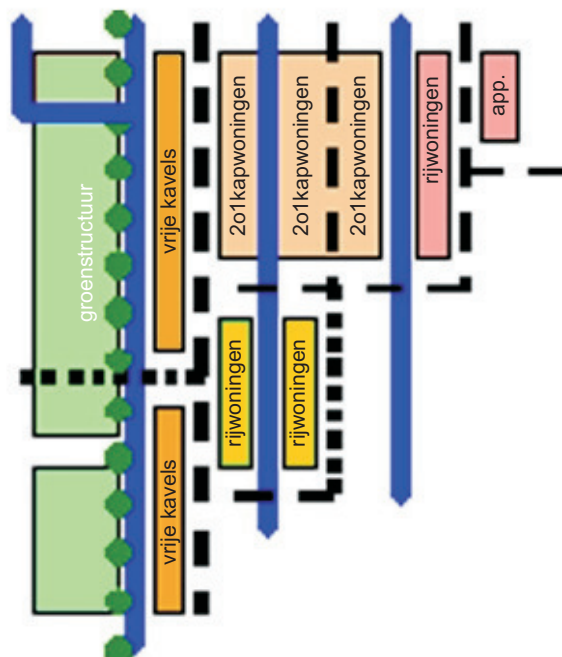 groenstructuur
vrije kavels
2o1kapwoningen
2o1kapwoningen
2o1kapwoningen
rijwoningen
app.
vrije kavels
rijwoningen
rijwoningen